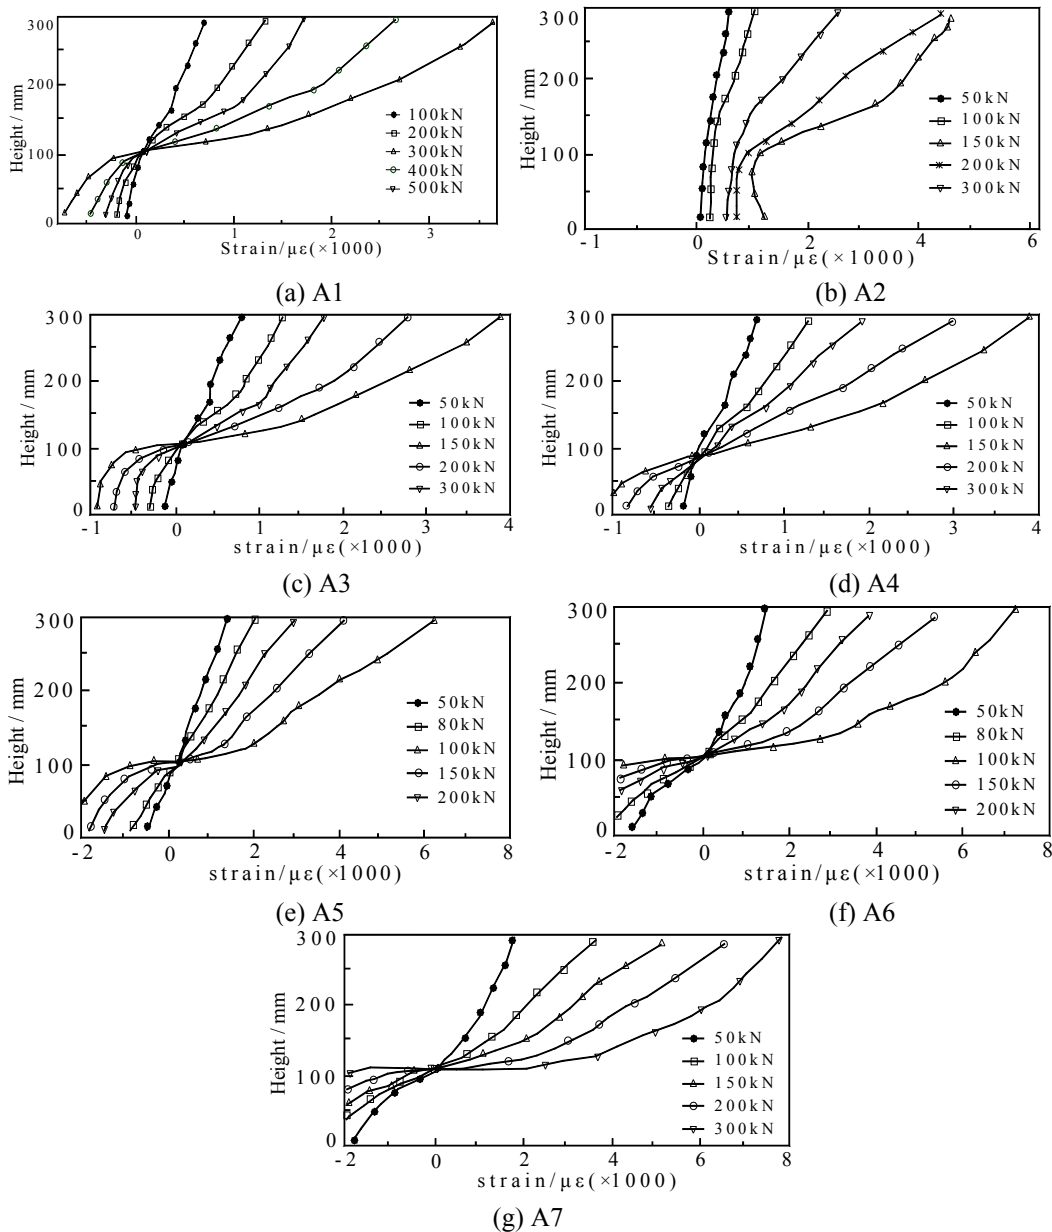 300
200
100
0
Height / mm
100kN
200kN
300kN
400kN
500kN
0 1 2 3
Strain/με(×1000)
(a) A1
300
200
100
0
Height / mm
50kN
100kN
150kN
200kN
300kN
-1 0 2 4 6
Strain/με(×1000)
(b) A2
300
200
100
0
Height / mm
50kN
100kN
150kN
200kN
300kN
-1 0 1 2 3 4
strain/με(×1000)
(c) A3
300
200
100
0
Height / mm
50kN
100kN
150kN
200kN
300kN
-1 0 1 2 3 4
strain/με(×1000)
(d) A4
300
200
100
0
Height / mm
50kN
80kN
100kN
150kN
200kN
-2 0 2 4 6 8
strain/με(×1000)
(e) A5
300
200
100
0
Height / mm
50kN
80kN
100kN
150kN
200kN
-2 0 2 4 6 8
strain/με(×1000)
(f) A6
300
200
100
0
Height / mm
50kN
100kN
150kN
200kN
300kN
-2 0 2 4 6 8
strain/με(×1000)
(g) A7